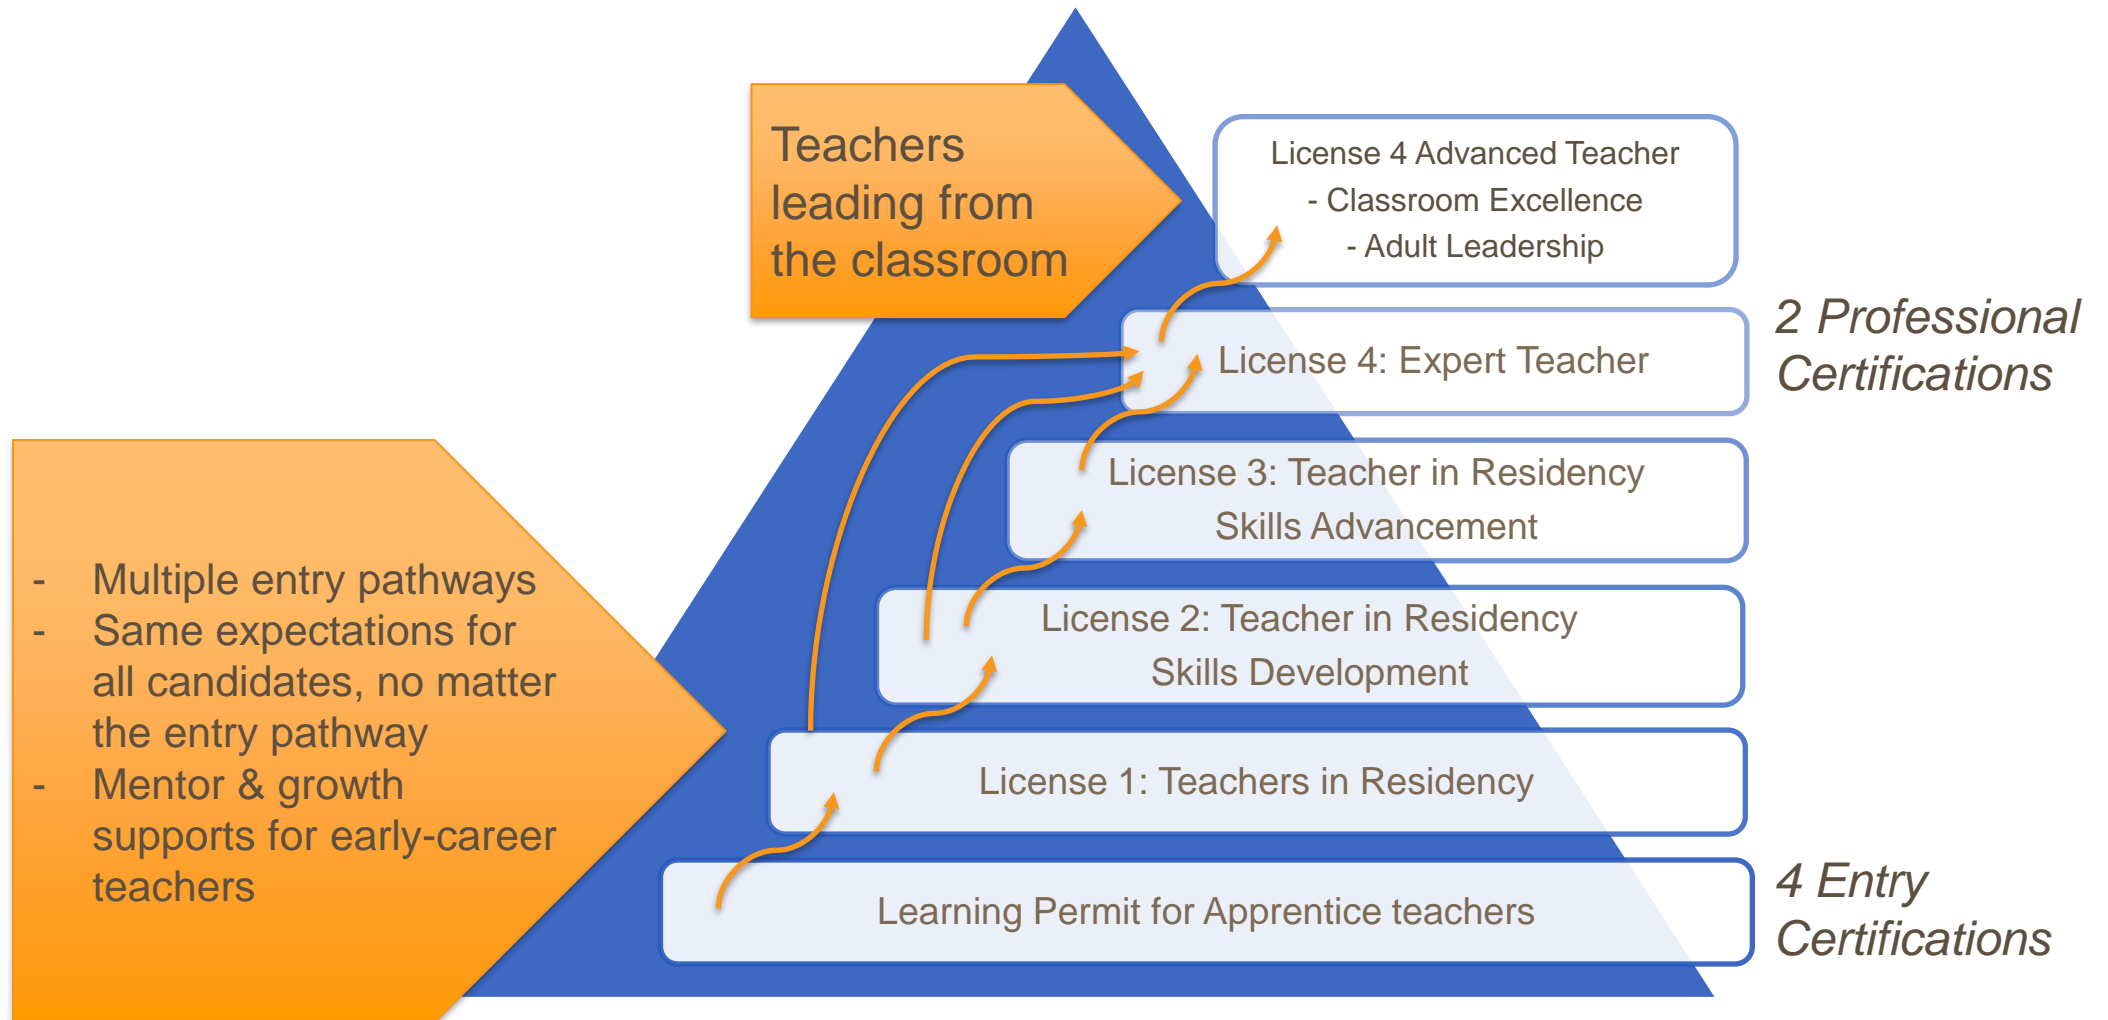 Teachers
leading from
the classroom
License 4 Advanced Teacher
- Classroom Excellence
- Adult Leadership
2 Professional
Certifications
License 4: Expert Teacher
License 3: Teacher in Residency
Skills Advancement
- Multiple entry pathways
- Same expectations for
all candidates, no matter
the entry pathway
- Mentor & growth
supports for early-career
teachers
License 2: Teacher in Residency
Skills Development
License 1: Teachers in Residency
Learning Permit for Apprentice teachers
4 Entry
Certifications